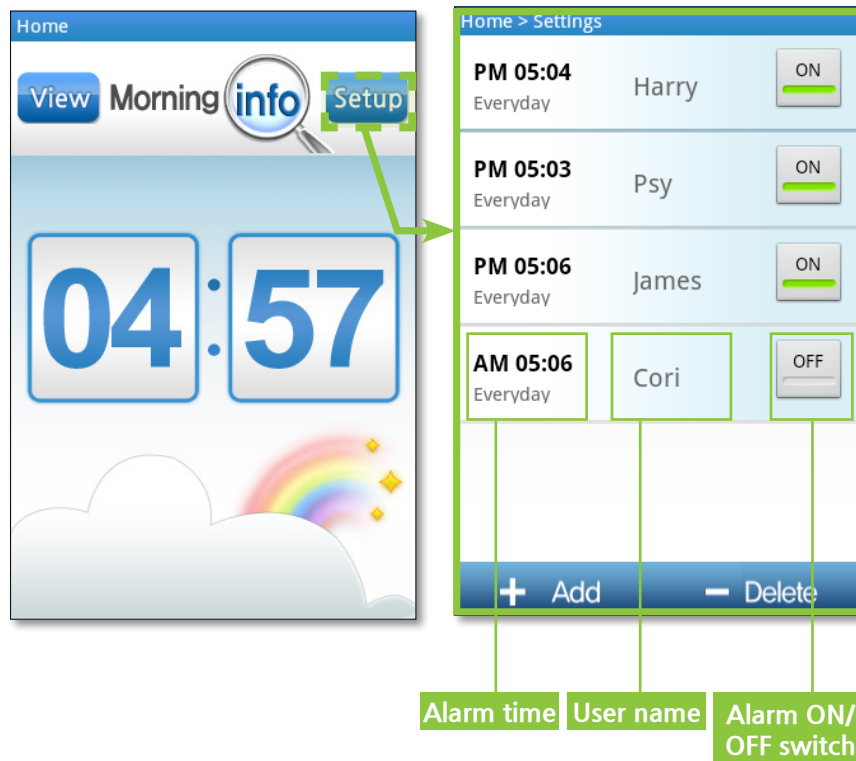 Home
View Morning info Setup
04:57
Home > Settings
PM 05:04 Harry ON
Everyday
PM 05:03 Psy ON
Everyday
PM 05:06 James ON
Everyday
AM 05:06 Cori OFF
Everyday
+ Add − Delete
Alarm time User name Alarm ON/
OFF switch